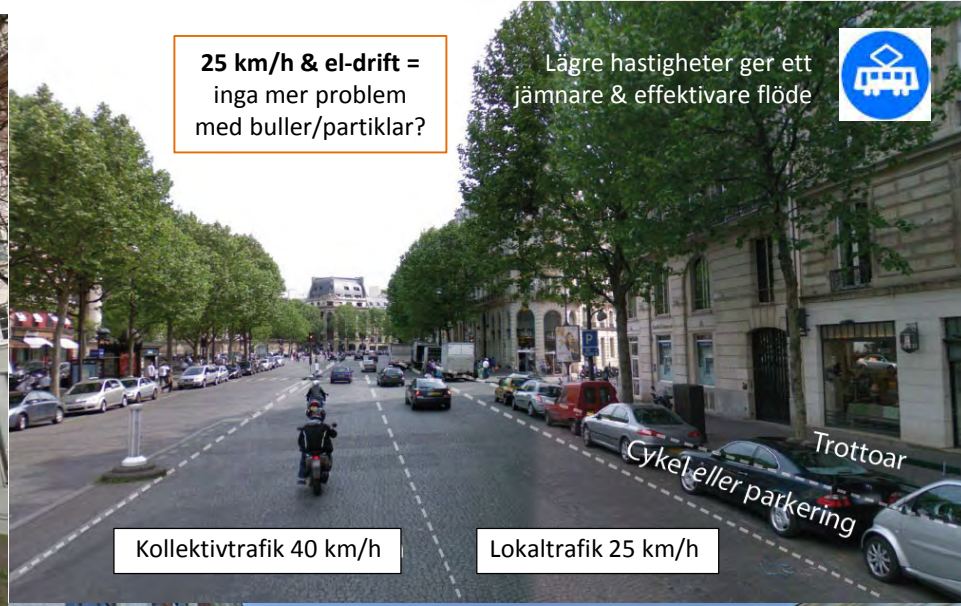 25 km/h & el-drift =
inga mer problem
med buller/partiklar?
Lägre hastigheter ger ett
jämnare & effektivare flöde
Trottoar
Cykel eller parkering
Kollektivtrafik 40 km/h
Lokaltrafik 25 km/h